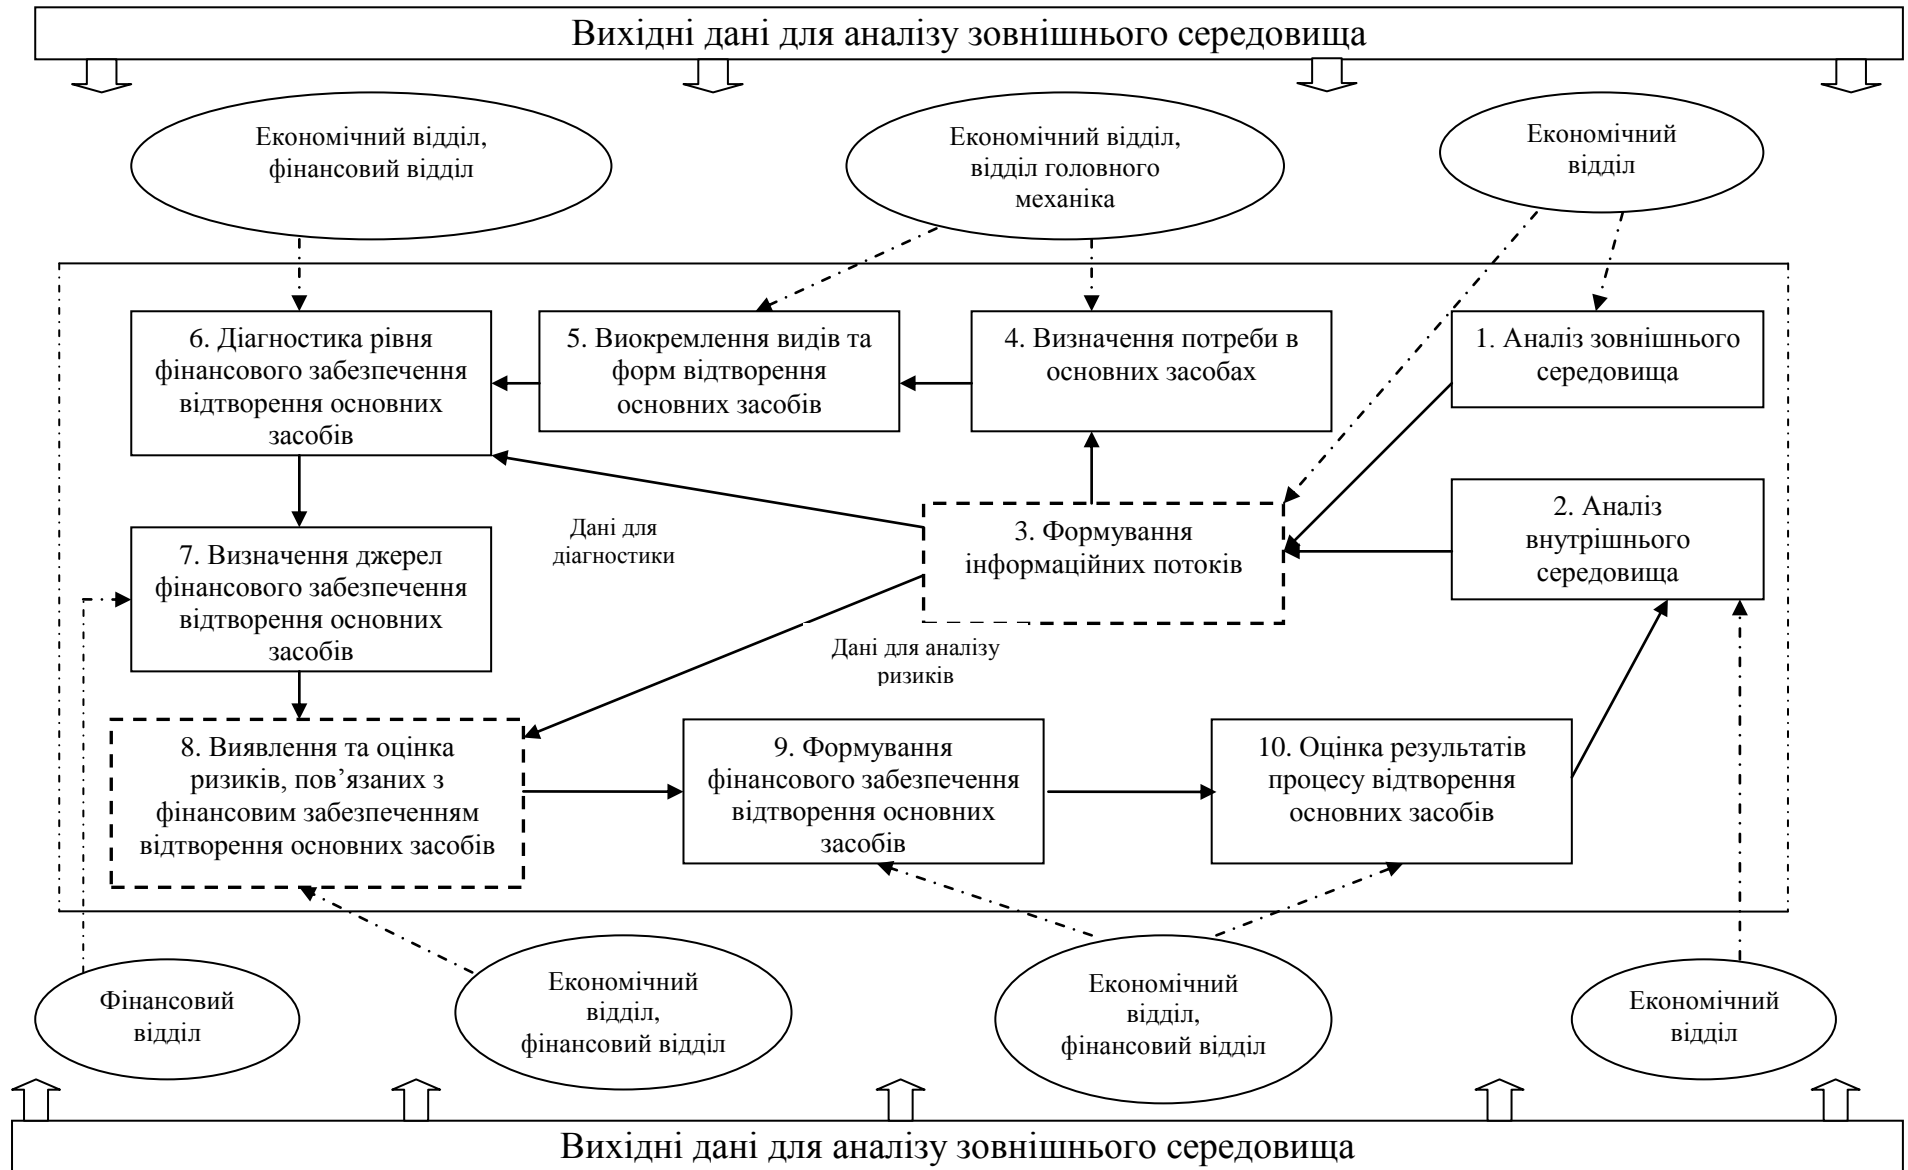 Вихідні дані для аналізу зовнішнього середовища
Економічний відділ,
фінансовий відділ
Економічний відділ,
відділ головного
механіка
Економічний
відділ
6. Діагностика рівня
фінансового забезпечення
відтворення основних
засобів
5. Виокремлення видів та
форм відтворення
основних засобів
4. Визначення потреби в
основних засобах
1. Аналіз зовнішнього
середовища
2. Аналіз
внутрішнього
середовища
3. Формування
інформаційних потоків
Дані для
діагностики
7. Визначення джерел
фінансового забезпечення
відтворення основних
засобів
Дані для аналізу
ризиків
8. Виявлення та оцінка
ризиків, пов’язаних з
фінансовим забезпеченням
відтворення основних засобів
9. Формування
фінансового забезпечення
відтворення основних
засобів
10. Оцінка результатів
процесу відтворення
основних засобів
Фінансовий
відділ
Економічний
відділ,
фінансовий відділ
Економічний
відділ,
фінансовий відділ
Економічний
відділ
Вихідні дані для аналізу зовнішнього середовища